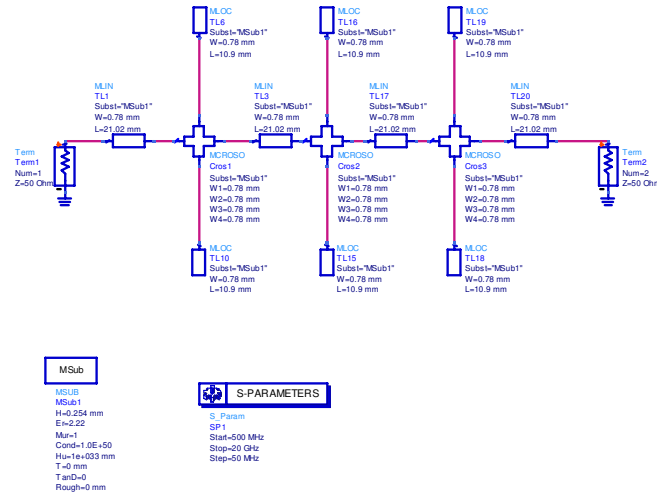 MLOC
TL6
Subst="MSub1"
W=0.78 mm
L=10.9 mm
MLOC
TL16
Subst="MSub1"
W=0.78 mm
L=10.9 mm
MLOC
TL19
Subst="MSub1"
W=0.78 mm
L=10.9 mm
MLIN
TL1
Subst="MSub1"
W=0.78 mm
L=21.02 mm
MLIN
TL3
Subst="MSub1"
W=0.78 mm
L=21.02 mm
MLIN
TL17
Subst="MSub1"
W=0.78 mm
L=21.02 mm
MLIN
TL20
Subst="MSub1"
W=0.78 mm
L=21.02 mm
Term
Term1
Num=1
Z=50 Ohm
MCROSO
Cros1
Subst="MSub1"
W1=0.78 mm
W2=0.78 mm
W3=0.78 mm
W4=0.78 mm
MCROSO
Cros2
Subst="MSub1"
W1=0.78 mm
W2=0.78 mm
W3=0.78 mm
W4=0.78 mm
MCROSO
Cros3
Subst="MSub1"
W1=0.78 mm
W2=0.78 mm
W3=0.78 mm
W4=0.78 mm
Term
Term2
Num=2
Z=50 Ohm
MLOC
TL10
Subst="MSub1"
W=0.78 mm
L=10.9 mm
MLOC
TL15
Subst="MSub1"
W=0.78 mm
L=10.9 mm
MLOC
TL18
Subst="MSub1"
W=0.78 mm
L=10.9 mm
MSub
MSUB
MSub1
H=0.254 mm
Er=2.22
Mur=1
Cond=1.0E+50
Hu=1e+033 mm
T=0 mm
TanD=0
Rough=0 mm
S-PARAMETERS
S_Param
SP1
Start=500 MHz
Stop=20 GHz
Step=50 MHz